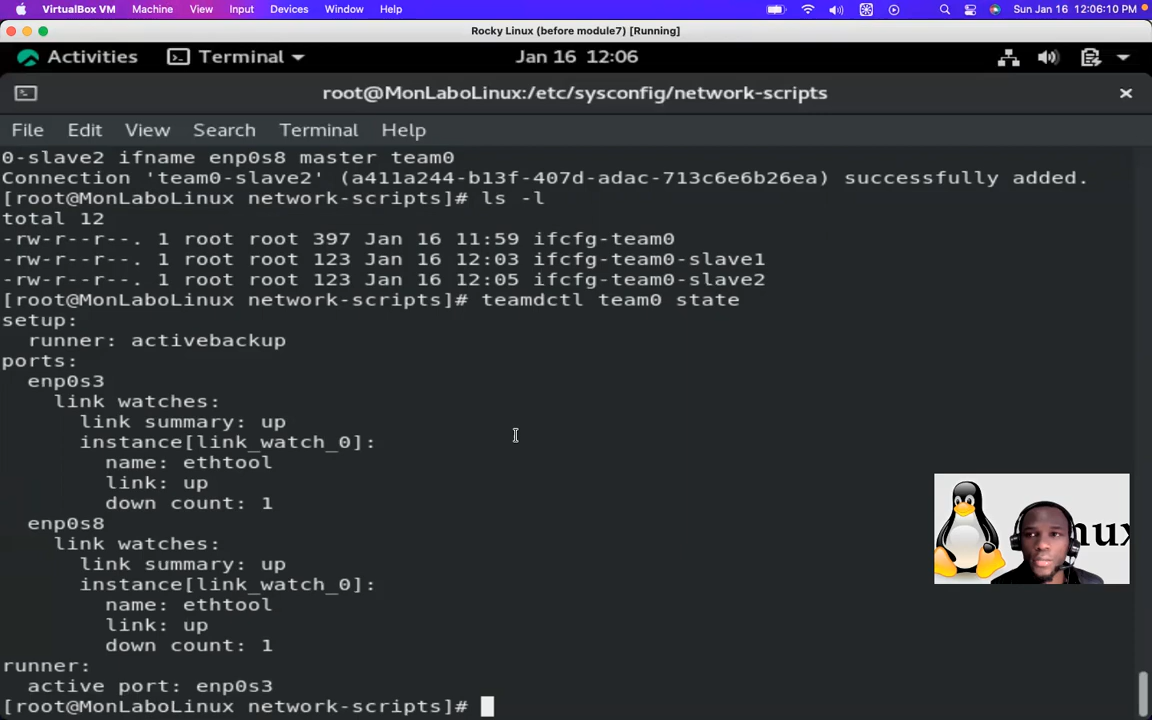 VirtualBox VM Machine View Input Devices Window Help Sun Jan 16 12:06:10 PM
Rocky Linux (before module7) [Running]
Activities Terminal Jan 16 12:06
root@MonLaboLinux:/etc/sysconfig/network-scripts
File Edit View Search Terminal Help
0-slave2 ifname enp0s8 master team0
Connection 'team0-slave2' (a411a244-b13f-407d-adac-713c6e6b26ea) successfully added.
[root@MonLaboLinux network-scripts]# ls -l
total 12
-rw-r--r--. 1 root root 397 Jan 16 11:59 ifcfg-team0
-rw-r--r--. 1 root root 123 Jan 16 12:03 ifcfg-team0-slave1
-rw-r--r--. 1 root root 123 Jan 16 12:05 ifcfg-team0-slave2
[root@MonLaboLinux network-scripts]# teamdctl team0 state
setup:
runner: activebackup
ports:
enp0s3
link watches:
link summary: up
instance[link_watch_0]:
name: ethtool
link: up
down count: 1
enp0s8
link watches:
link summary: up
instance[link_watch_0]:
name: ethtool
link: up
down count: 1
runner:
active port: enp0s3
[root@MonLaboLinux network-scripts]#